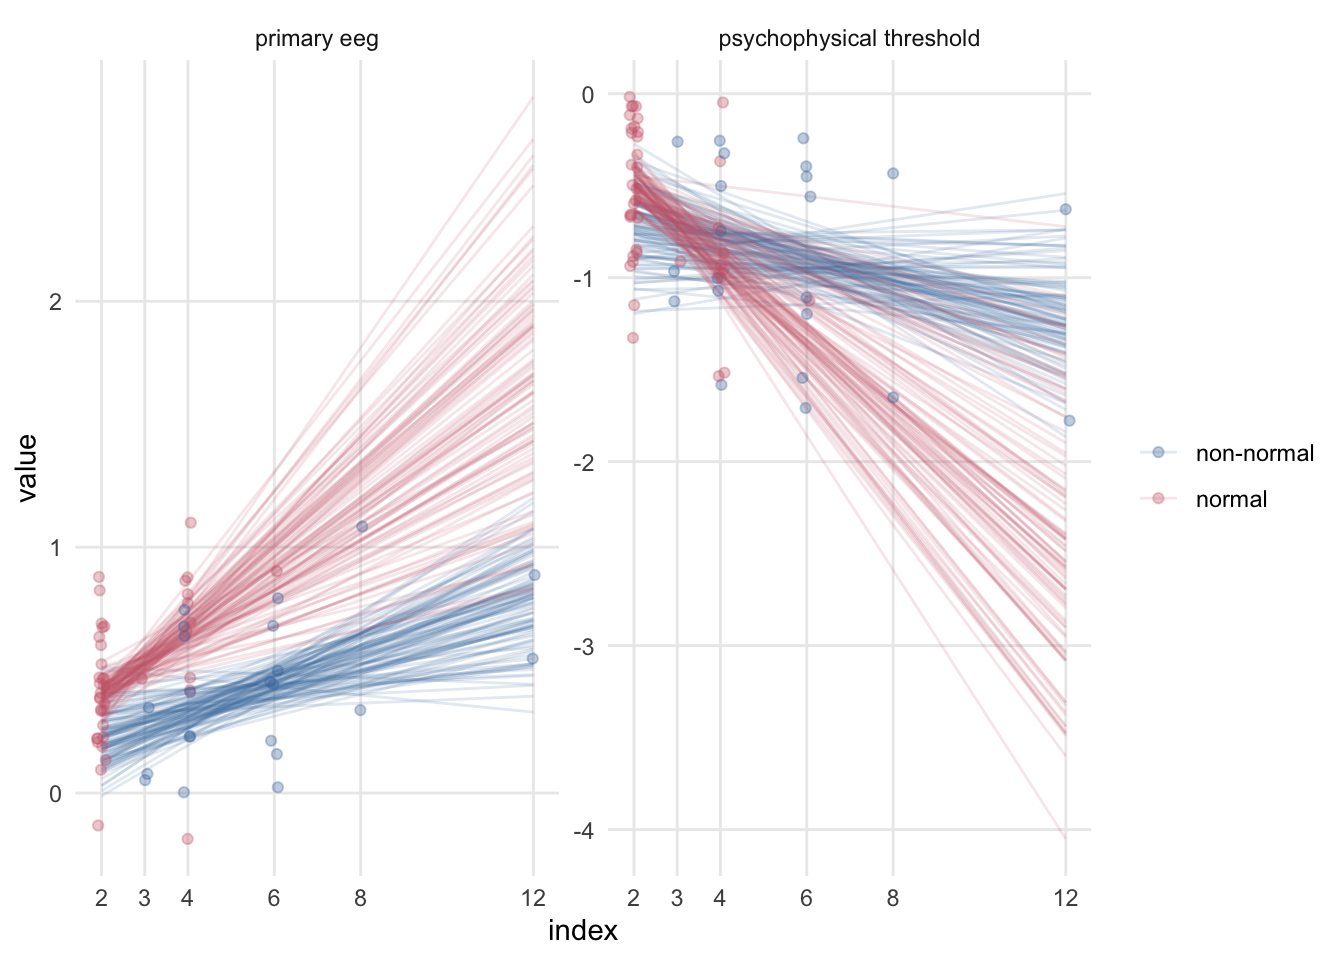 primary eeg
psychophysical threshold
value
2
1
0
0
-1
-2
-3
-4
2 3 4 6 8 12
2 3 4 6 8 12
index
non-normal
normal